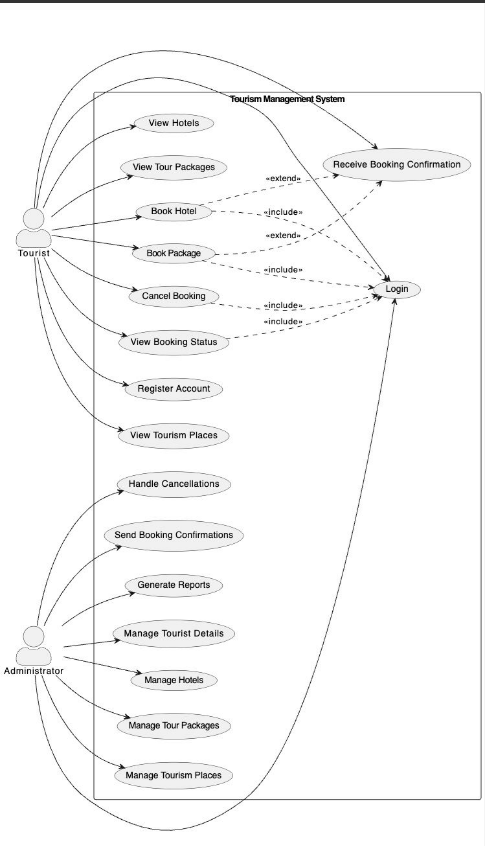 Tourism Management System
View Hotels
View Tour Packages
Receive Booking Confirmation
«extend»
Book Hotel
«include»
«extend»
Tourist
Book Package
«include»
Login
Cancel Booking
«include»
«include»
View Booking Status
Register Account
View Tourism Places
Handle Cancellations
Send Booking Confirmations
Generate Reports
Manage Tourist Details
Administrator
Manage Hotels
Manage Tour Packages
Manage Tourism Places